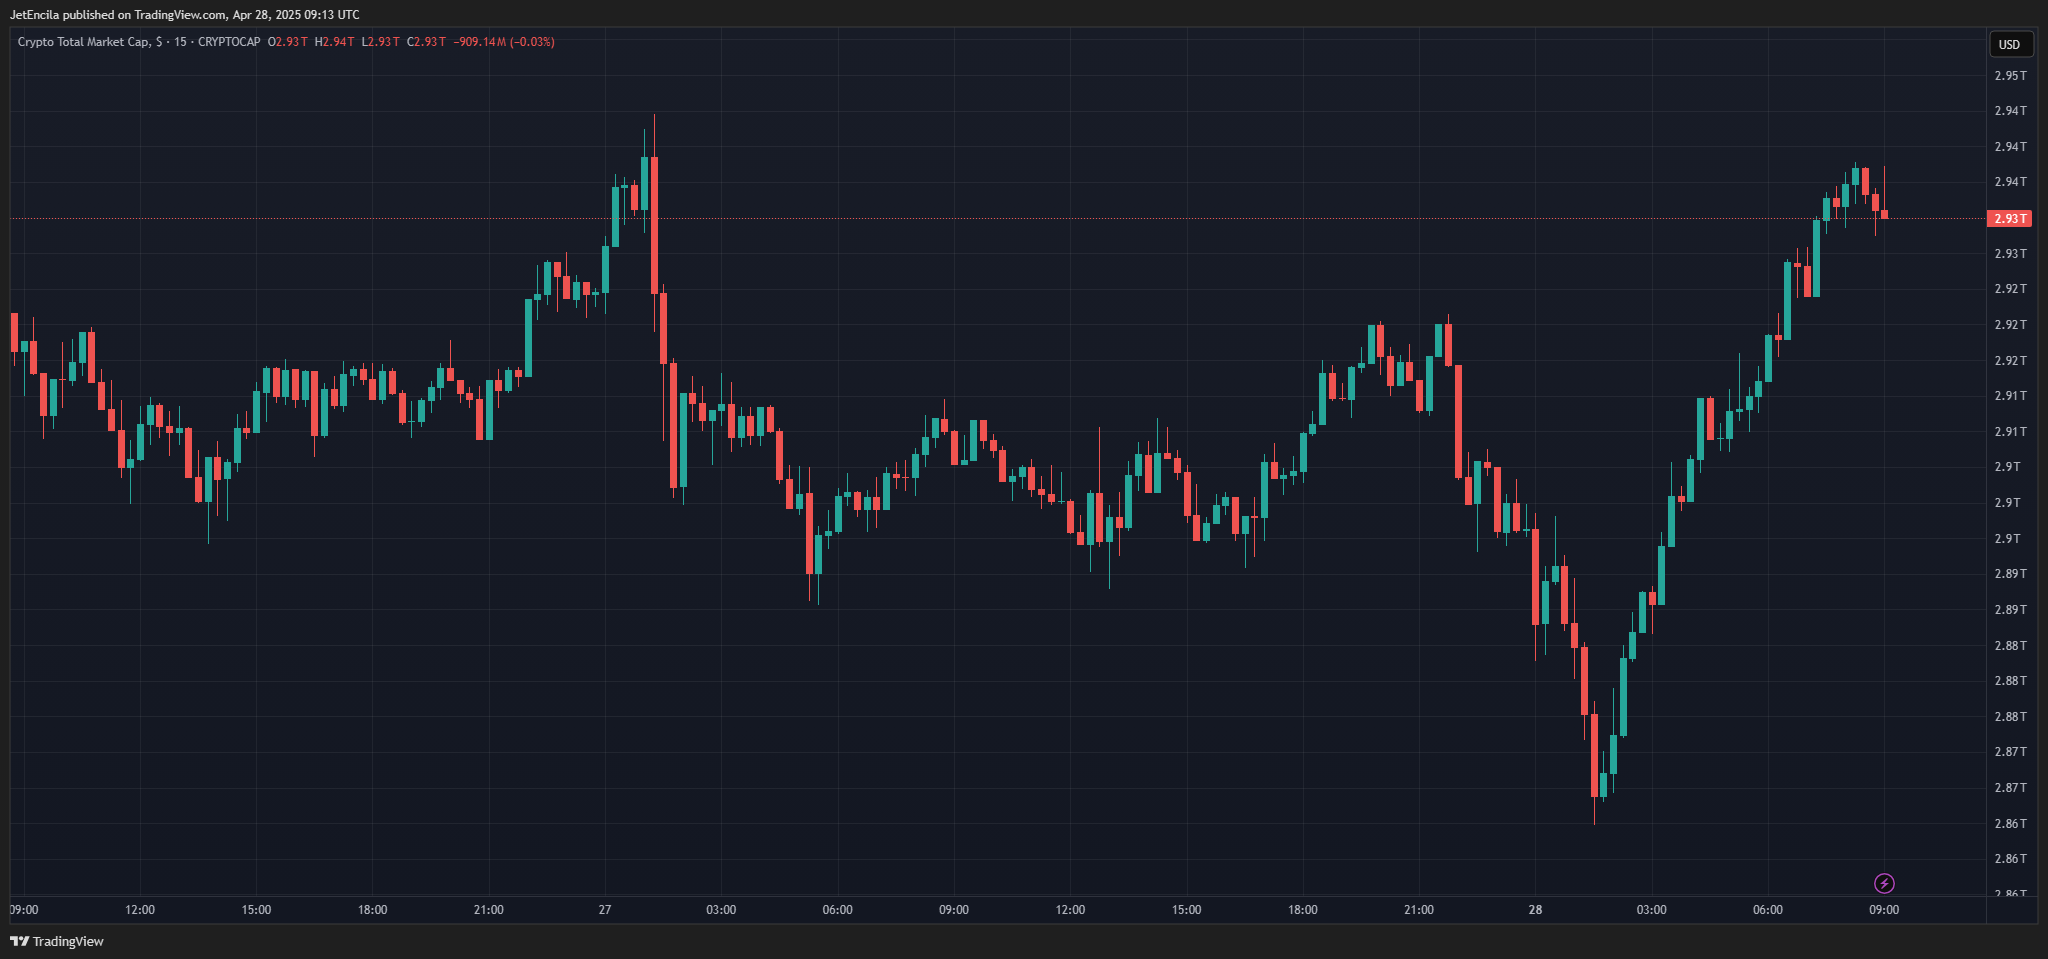 JetEncila published on TradingView.com, Apr 28, 2025 09:13 UTC
Crypto Total Market Cap, $ · 15 · CRYPTOCAP O2.93T H2.94T L2.93T C2.93T −909.14M (−0.03%)
USD
2.95T
2.94T
2.94T
2.94T
2.93T
2.93T
2.92T
2.92T
2.92T
2.91T
2.91T
2.9T
2.9T
2.9T
2.89T
2.89T
2.88T
2.88T
2.88T
2.87T
2.87T
2.86T
2.86T
2.86T
09:00 12:00 15:00 18:00 21:00 27 03:00 06:00 09:00 12:00 15:00 18:00 21:00 28 03:00 06:00 09:00
TradingView